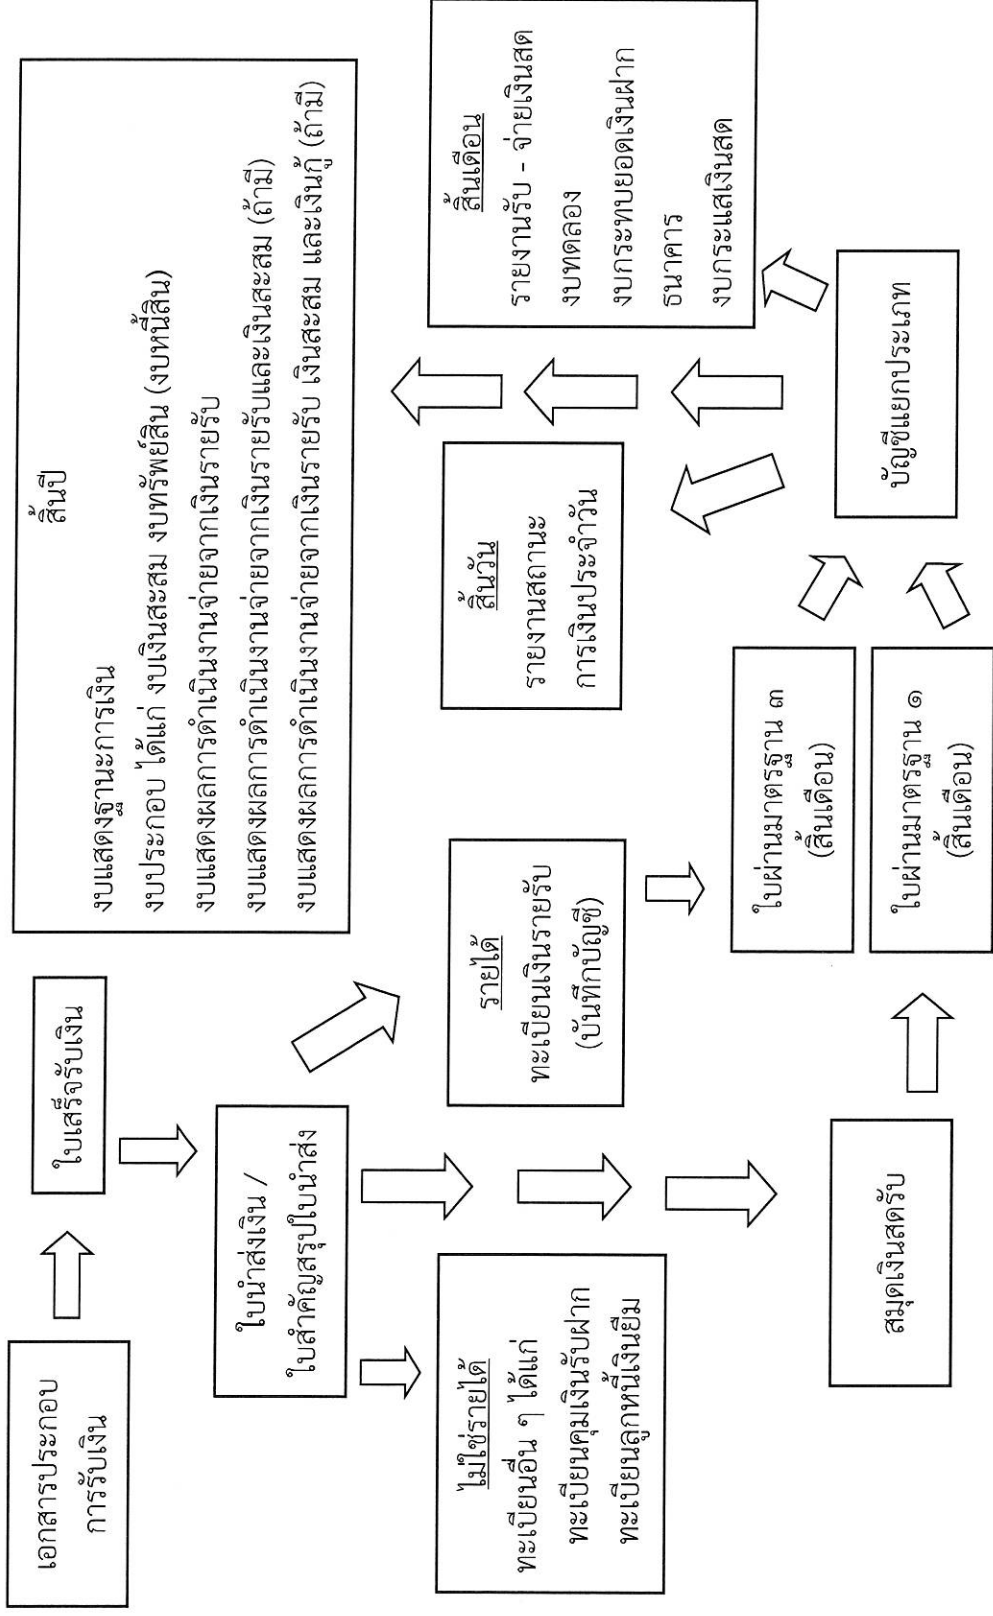 เอกสารประกอบ
การรับเงิน
ใบเสร็จรับเงิน
ใบนำส่งเงิน /
ใบสำคัญสรุปใบนำส่ง
ไม่ใช่รายได้
ทะเบียนอื่น ๆ ได้แก่
ทะเบียนคุมเงินรับฝาก
ทะเบียนลูกหนี้เงินยืม
รายได้
ทะเบียนเงินรายรับ
(บันทึกบัญชี)
สมุดเงินสดรับ
ใบผ่านมาตรฐาน ๓
(สิ้นเดือน)
ใบผ่านมาตรฐาน ๑
(สิ้นเดือน)
บัญชีแยกประเภท
สิ้นวัน
รายงานสถานะ
การเงินประจำวัน
สิ้นเดือน
รายงานรับ - จ่ายเงินสด
งบทดลอง
งบกระทบยอดเงินฝาก
ธนาคาร
งบกระแสเงินสด
สิ้นปี
งบแสดงฐานะการเงิน
งบประกอบ ได้แก่ งบเงินสะสม งบทรัพย์สิน (งบหนี้สิน)
งบแสดงผลการดำเนินงานจ่ายจากเงินรายรับ
งบแสดงผลการดำเนินงานจ่ายจากเงินรายรับและเงินสะสม (ถ้ามี)
งบแสดงผลการดำเนินงานจ่ายจากเงินรายรับ เงินสะสม และเงินกู้ (ถ้ามี)